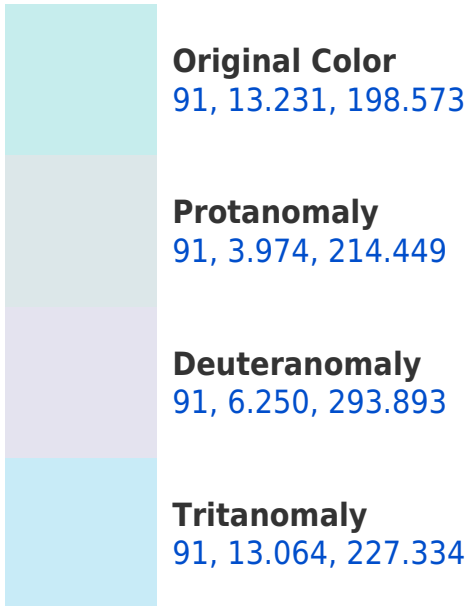 Original Color
91, 13.231, 198.573
Protanomaly
91, 3.974, 214.449
Deuteranomaly
91, 6.250, 293.893
Tritanomaly
91, 13.064, 227.334